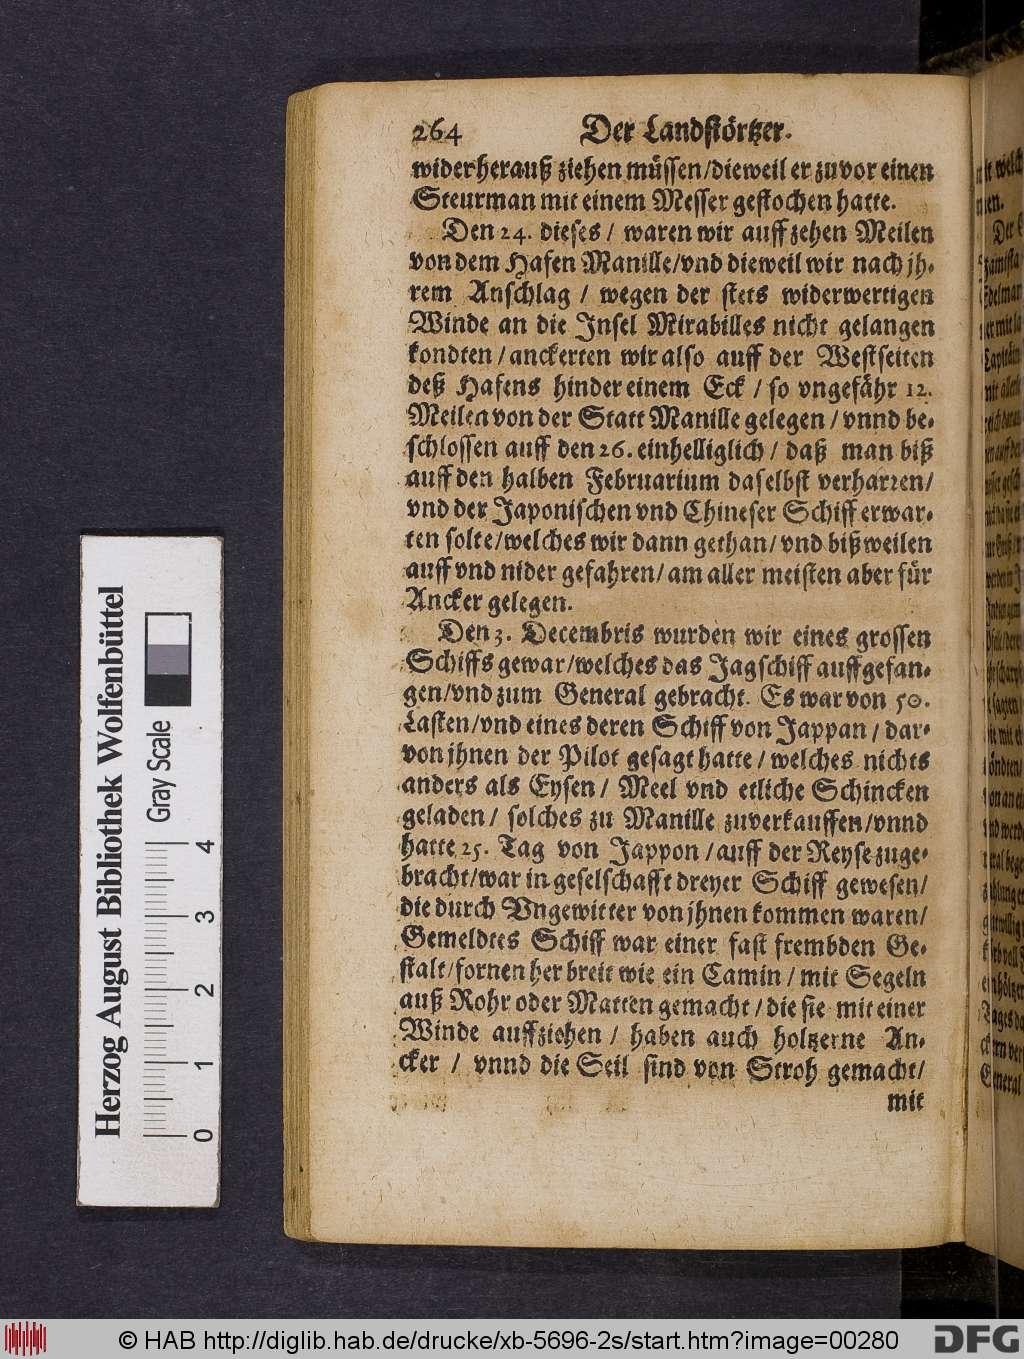 264 Der Landstörtzer.
widerherauß ziehen müssen/dieweil er zuvor einen
Steurman mit einem Messer gestochen hatte.
Den 24. dieses/ waren wir auff zehen Meilen
von dem Hafen Manille/vnd dieweil wir nach jh-
rem Anschlag / wegen der stets widerwertigen
Winde an die Insel Mirabilles nicht gelangen
kondten/anckerten wir also auff der Westseiten
deß Hafens hinder einem Eck / so vngefähr 12.
Meilen von der Statt Manille gelegen/vnnd be-
schlossen auff den 26. einhelliglich/ daß man biß
auff den halben Februarium daselbst verharren/
vnd der Japonischen vnd Chineser Schiff erwar-
ten solte/welches wir dann gethan/vnd bißweilen
auff vnd nider gefahren/am aller meisten aber für
Ancker gelegen.
Den 3. Decembris wurden wir eines grossen
Schiffs gewar/welches das Jagschiff auffgefan-
gen/vnd zum General gebracht. Es war von 50.
Lasten/vnd eines deren Schiff von Jappan/dar-
von jhnen der Pilot gesagt hatte/welches nichts
anders als Eysen/ Meel vnd etliche Schincken
geladen/ solches zu Manille zuverkauffen/vnnd
hatte 25. Tag von Jappon/auff der Reyse zuge-
bracht/war in geselschafft dreyer Schiff gewesen/
die durch Vngewitter von jhnen kommen waren/
Gemeldtes Schiff war einer fast frembden Ge-
stalt/fornen her breit wie ein Camin/ mit Segeln
auß Rohr oder Matten gemacht/die sie mit einer
Winde auffziehen / haben auch holtzerne An-
cker / vnnd die Seil sind von Stroh gemacht/
mit
Herzog August Bibliothek Wolfenbüttel
Gray Scale
0 1 2 3 4
© HAB http://diglib.hab.de/drucke/xb-5696-2s/start.htm?image=00280
DFG